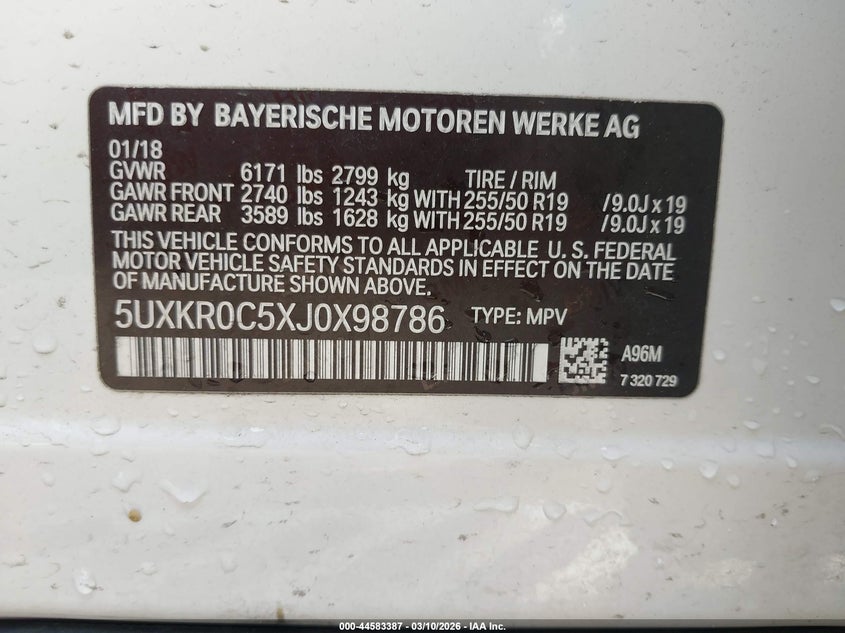 MFD BY BAYERISCHE MOTOREN WERKE AG
01/18
GVWR 6171 lbs 2799 kg TIRE / RIM
GAWR FRONT 2740 lbs 1243 kg WITH 255/50 R19 /9.0J x 19
GAWR REAR 3589 lbs 1628 kg WITH 255/50 R19 /9.0J x 19
THIS VEHICLE CONFORMS TO ALL APPLICABLE U. S. FEDERAL
MOTOR VEHICLE SAFETY STANDARDS IN EFFECT ON THE DATE
OF MANUFACTURE SHOWN ABOVE.
5UXKR0C5XJ0X98786 TYPE: MPV
A96M
7 320 729
000-44583387 - 03/10/2026 - IAA Inc.